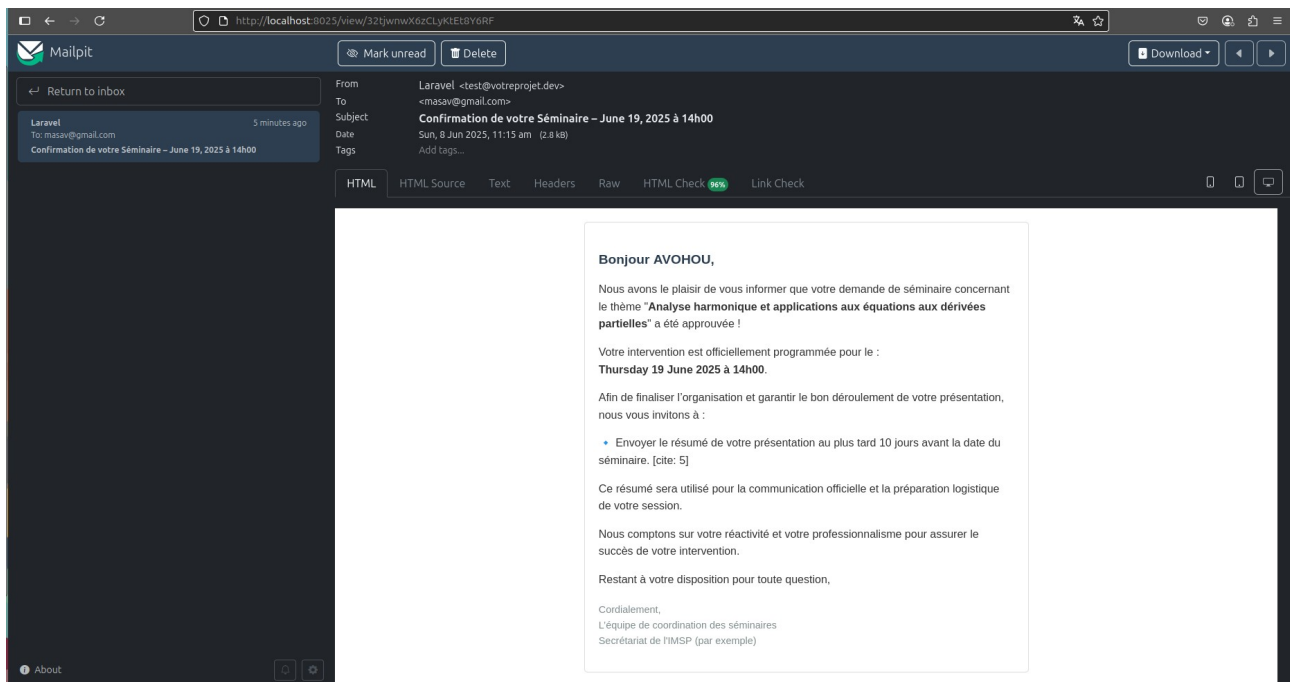 http://localhost:8025/view/32tjwnwX6zCLyKtEt8Y6RF
Mailpit
Mark unread
Delete
Download
Return to inbox
Laravel 5 minutes ago
To: masav@gmail.com
Confirmation de votre Séminaire – June 19, 2025 à 14h00
From Laravel <test@votreprojet.dev>
To <masav@gmail.com>
Subject Confirmation de votre Séminaire – June 19, 2025 à 14h00
Date Sun, 8 Jun 2025, 11:15 am (2.8 kB)
Tags Add tags...
HTML HTML Source Text Headers Raw HTML Check 96% Link Check
Bonjour AVOHOU,
Nous avons le plaisir de vous informer que votre demande de séminaire concernant
le thème "Analyse harmonique et applications aux équations aux dérivées
partielles" a été approuvée !
Votre intervention est officiellement programmée pour le :
Thursday 19 June 2025 à 14h00.
Afin de finaliser l'organisation et garantir le bon déroulement de votre présentation,
nous vous invitons à :
🔹 Envoyer le résumé de votre présentation au plus tard 10 jours avant la date du
séminaire. [cite: 5]
Ce résumé sera utilisé pour la communication officielle et la préparation logistique
de votre session.
Nous comptons sur votre réactivité et votre professionnalisme pour assurer le
succès de votre intervention.
Restant à votre disposition pour toute question,
Cordialement,
L'équipe de coordination des séminaires
Secrétariat de l'IMSP (par exemple)
About